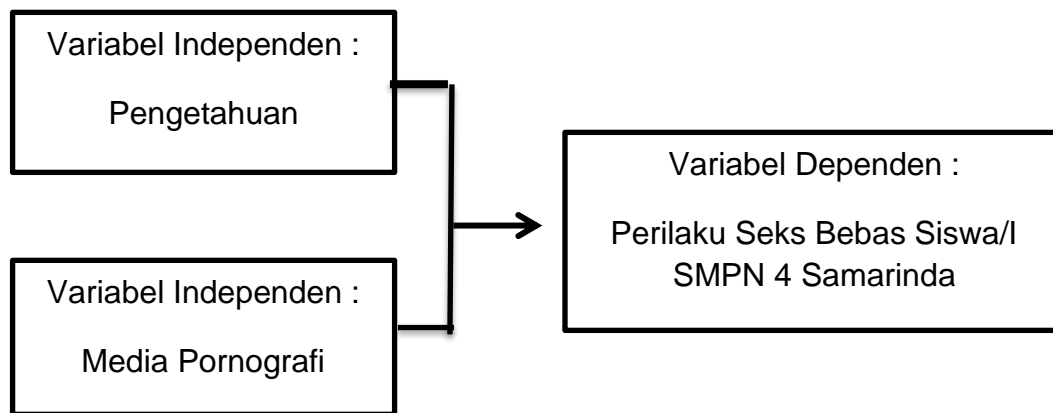 Variabel Independen :
Pengetahuan
Variabel Dependen :
Perilaku Seks Bebas Siswa/I
SMPN 4 Samarinda
Variabel Independen :
Media Pornografi